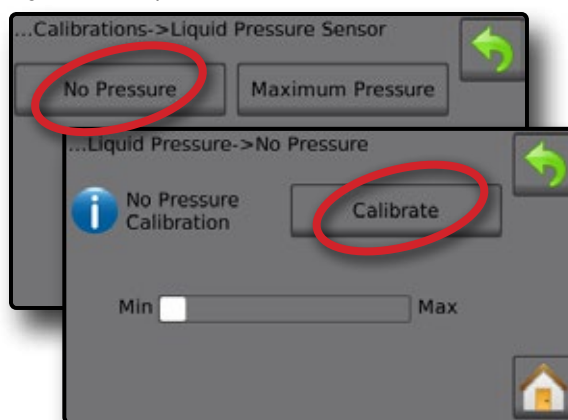 ...Calibrations->Liquid Pressure Sensor
No Pressure Maximum Pressure
...Liquid Pressure->No Pressure
No Pressure
Calibration
Calibrate
Min Max